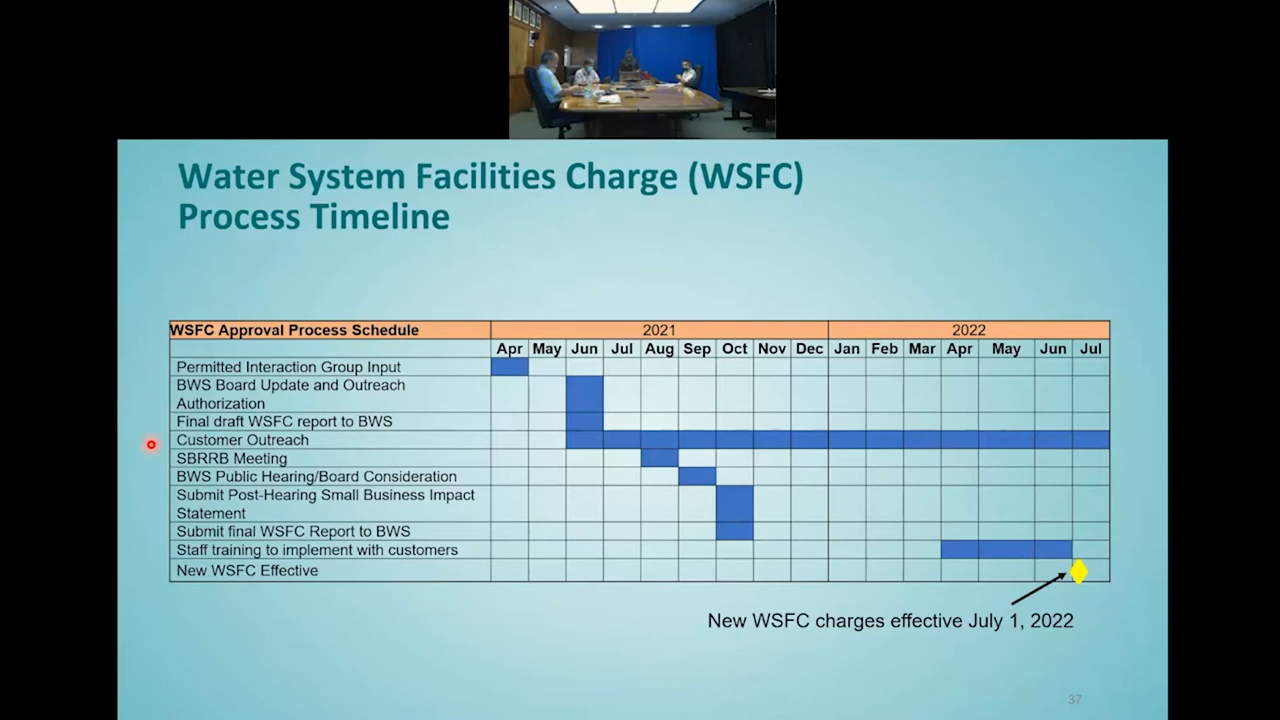 Water System Facilities Charge (WSFC)
Process Timeline
WSFC Approval Process Schedule 2021 2022
Apr May Jun Jul Aug Sep Oct Nov Dec Jan Feb Mar Apr May Jun Jul
Permitted Interaction Group Input
BWS Board Update and Outreach
Authorization
Final draft WSFC report to BWS
Customer Outreach
SBRRB Meeting
BWS Public Hearing/Board Consideration
Submit Post-Hearing Small Business Impact
Statement
Submit final WSFC Report to BWS
Staff training to implement with customers
New WSFC Effective
New WSFC charges effective July 1, 2022
37